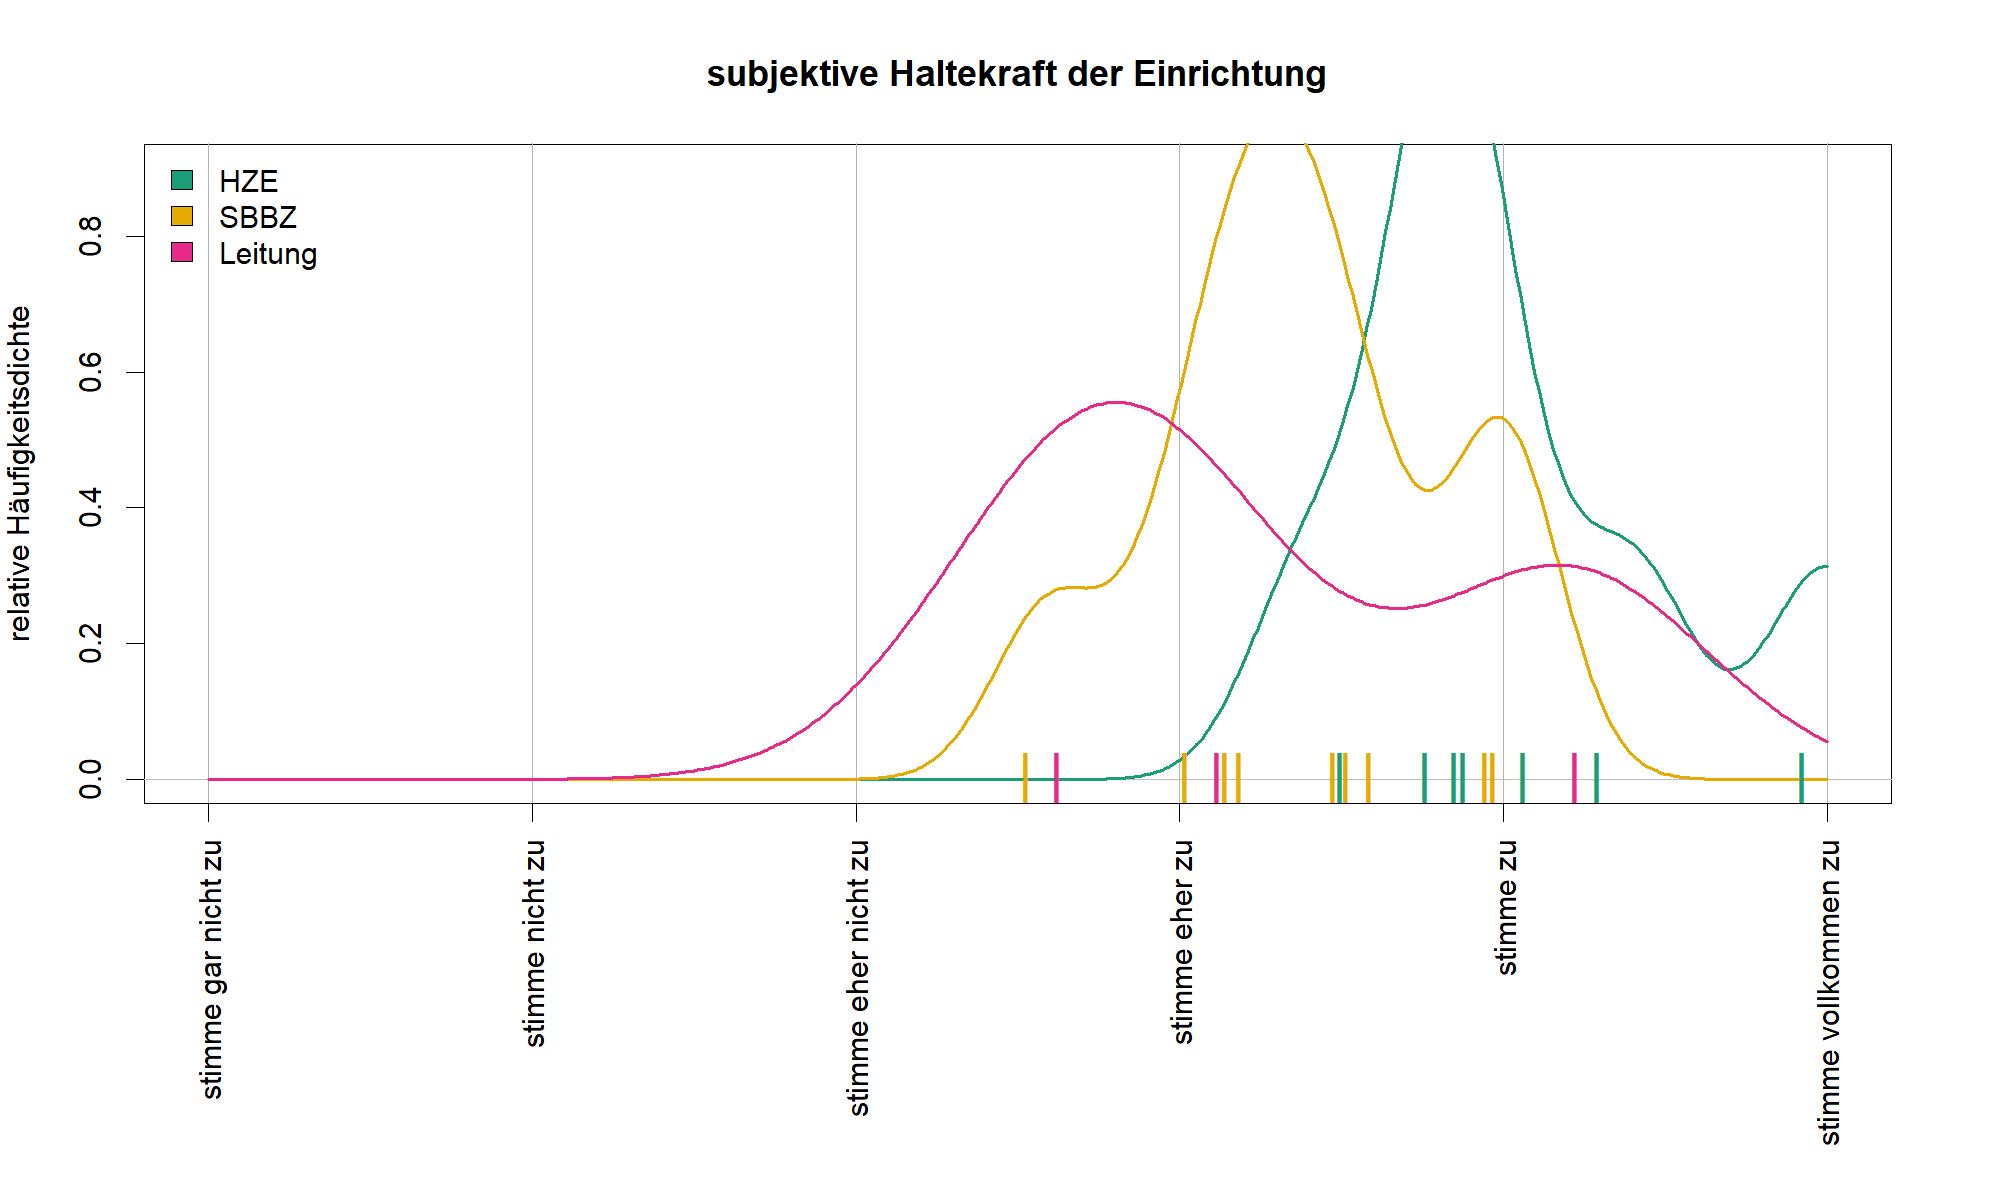 subjektive Haltekraft der Einrichtung
HZE
SBBZ
Leitung
relative Häufigkeitsdichte
0.8
0.6
0.4
0.2
0.0
stimme gar nicht zu
stimme nicht zu
stimme eher nicht zu
stimme eher zu
stimme zu
stimme vollkommen zu